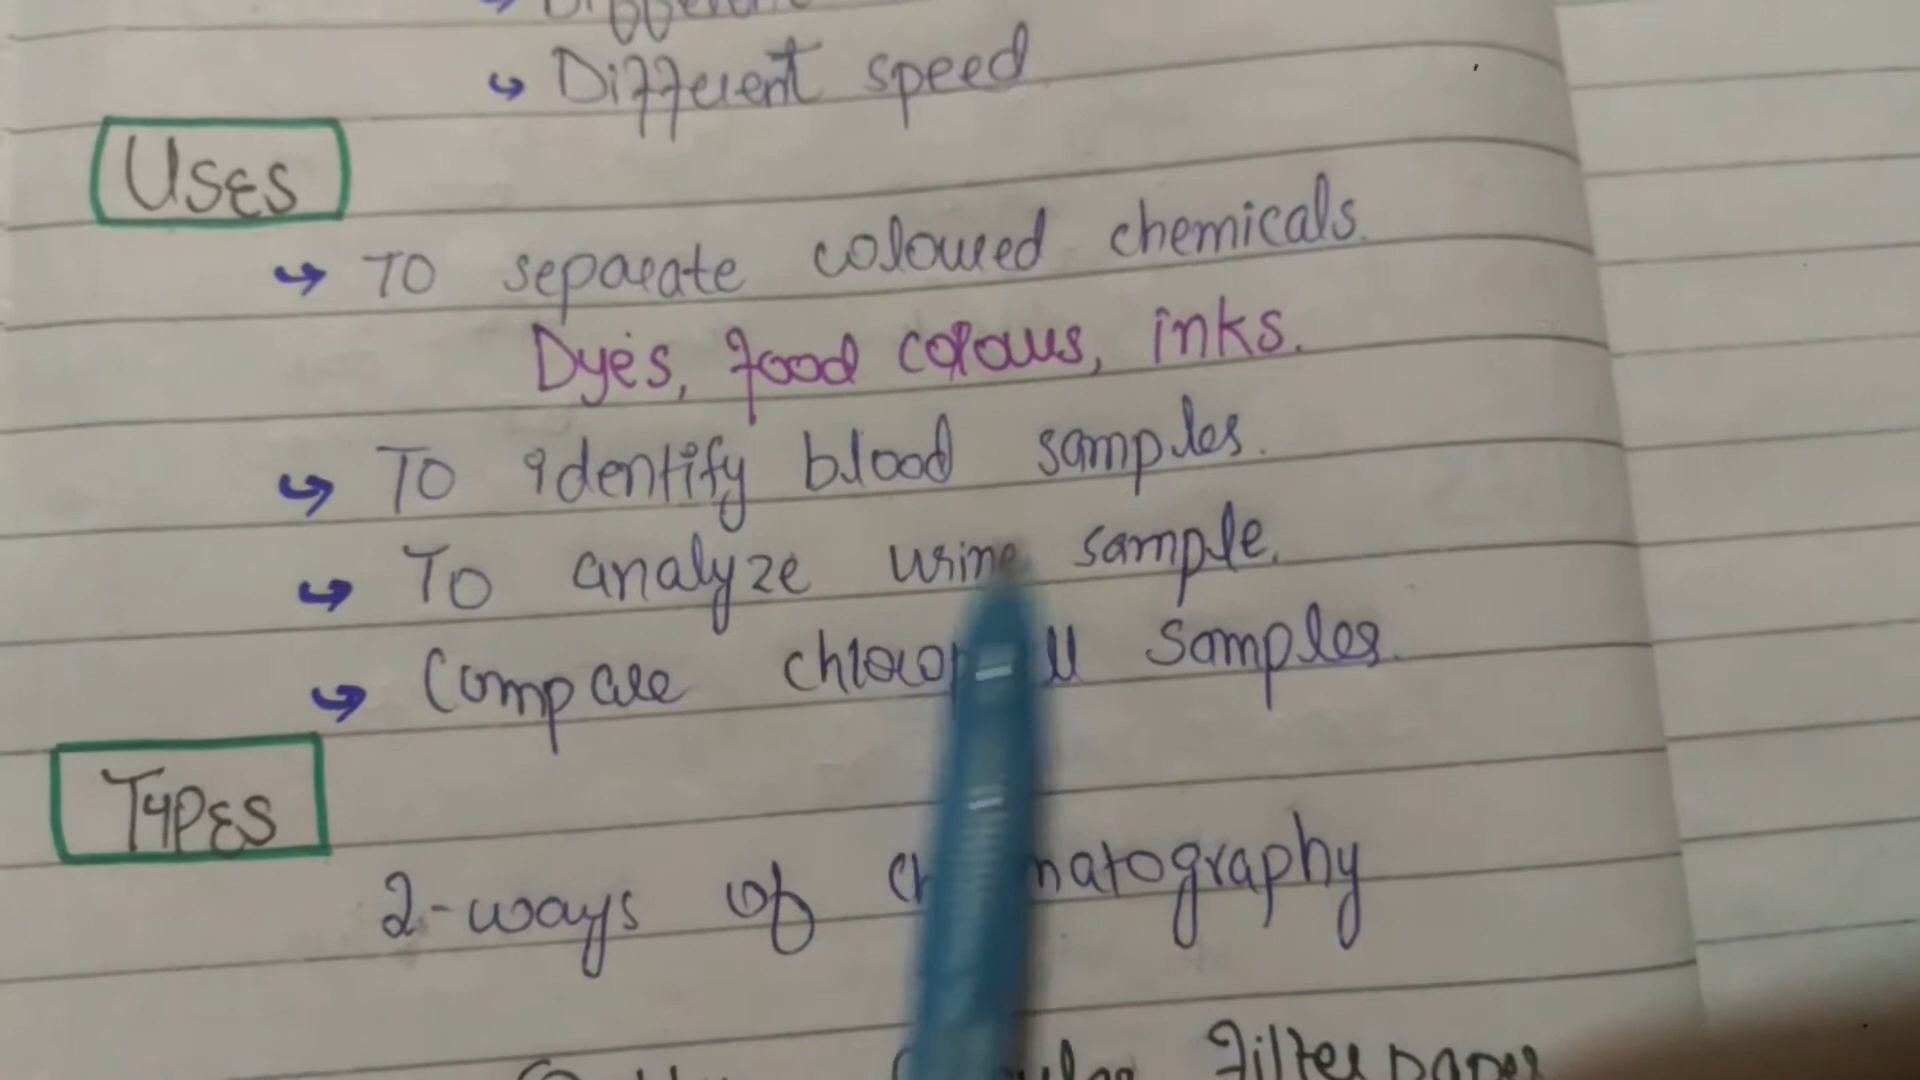 Different
↳ Different speed
USES
↳ To separate coloured chemicals.
Dyes, food colours, inks.
↳ To identify blood samples.
↳ To analyze urine sample.
↳ Compare samples.
TYPES
2-ways of
Filter paper